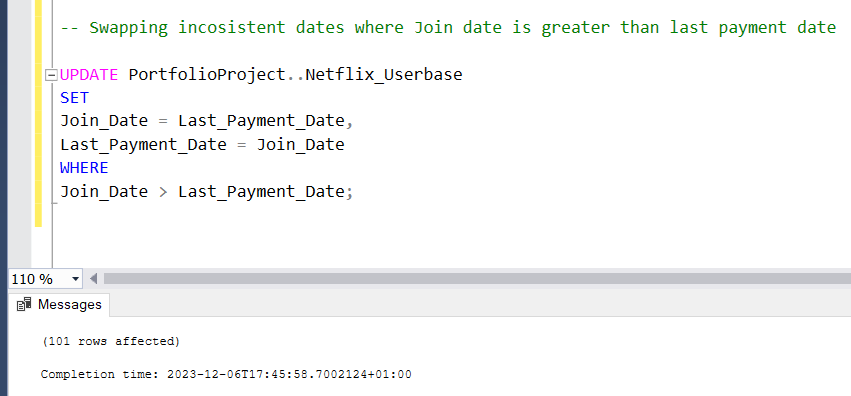 -- Swapping incosistent dates where Join date is greater than last payment date
UPDATE PortfolioProject..Netflix_Userbase
SET
Join_Date = Last_Payment_Date,
Last_Payment_Date = Join_Date
WHERE
Join_Date > Last_Payment_Date;
110 %
Messages
(101 rows affected)
Completion time: 2023-12-06T17:45:58.7002124+01:00